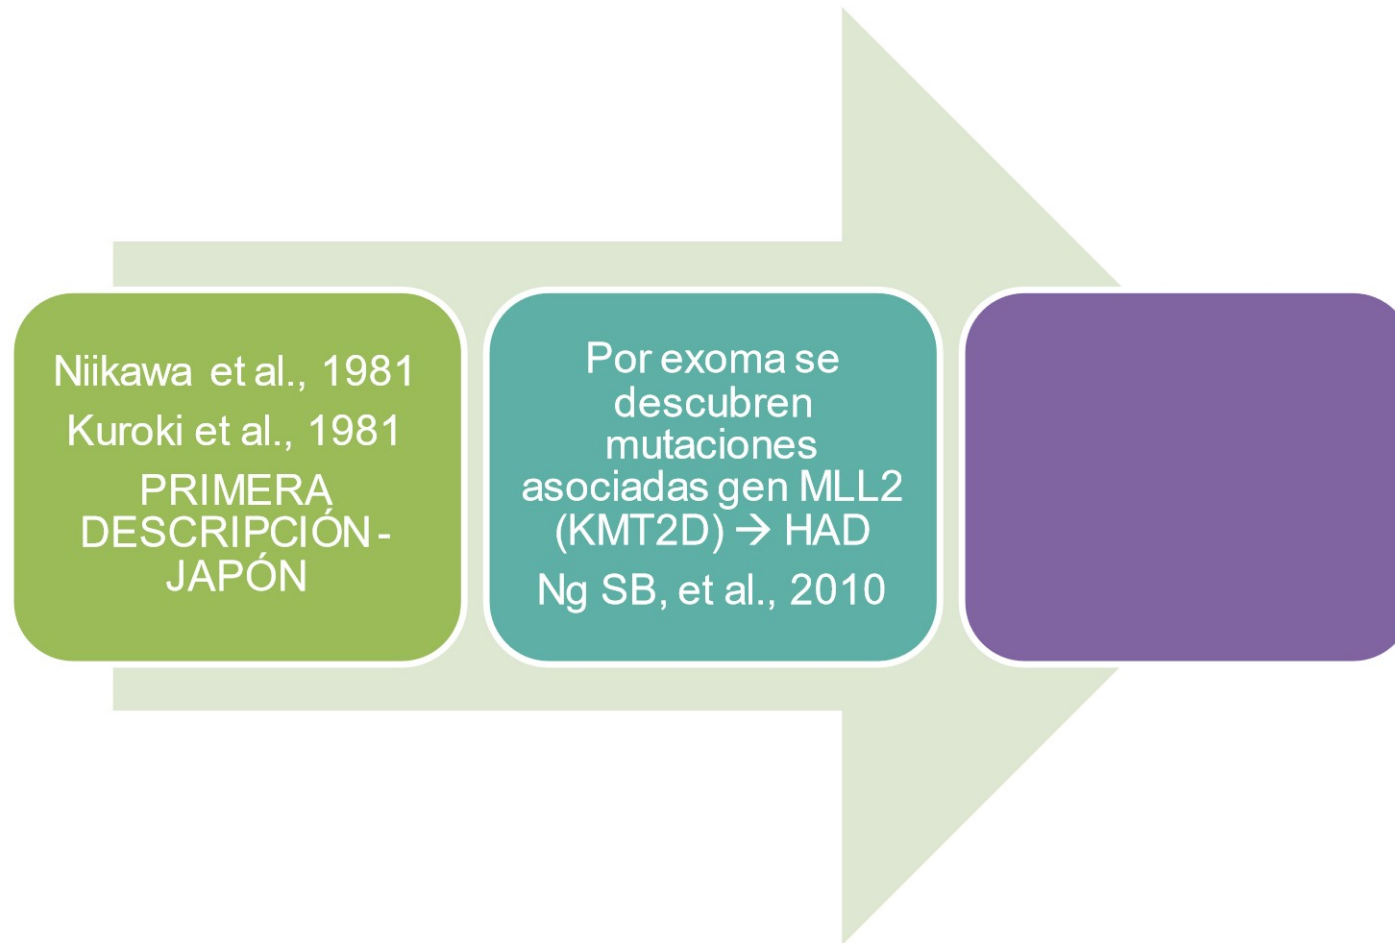 Niikawa et al., 1981
Kuroki et al., 1981
PRIMERA
DESCRIPCIÓN-
JAPÓN
Por exoma se
descubren
mutaciones
asociadas gen MLL2
(KMT2D) → HAD
Ng SB, et al., 2010